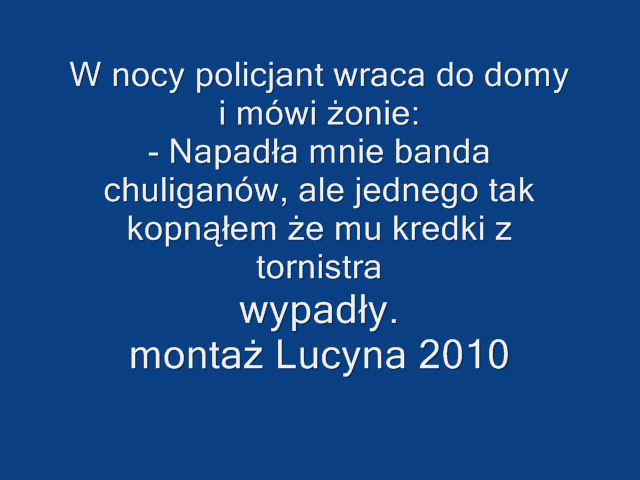 W nocy policjant wraca do domy
i mówi żonie:
- Napadła mnie banda
chuliganów, ale jednego tak
kopnąłem że mu kredki z
tornistra
wypadły.
montaż Lucyna 2010